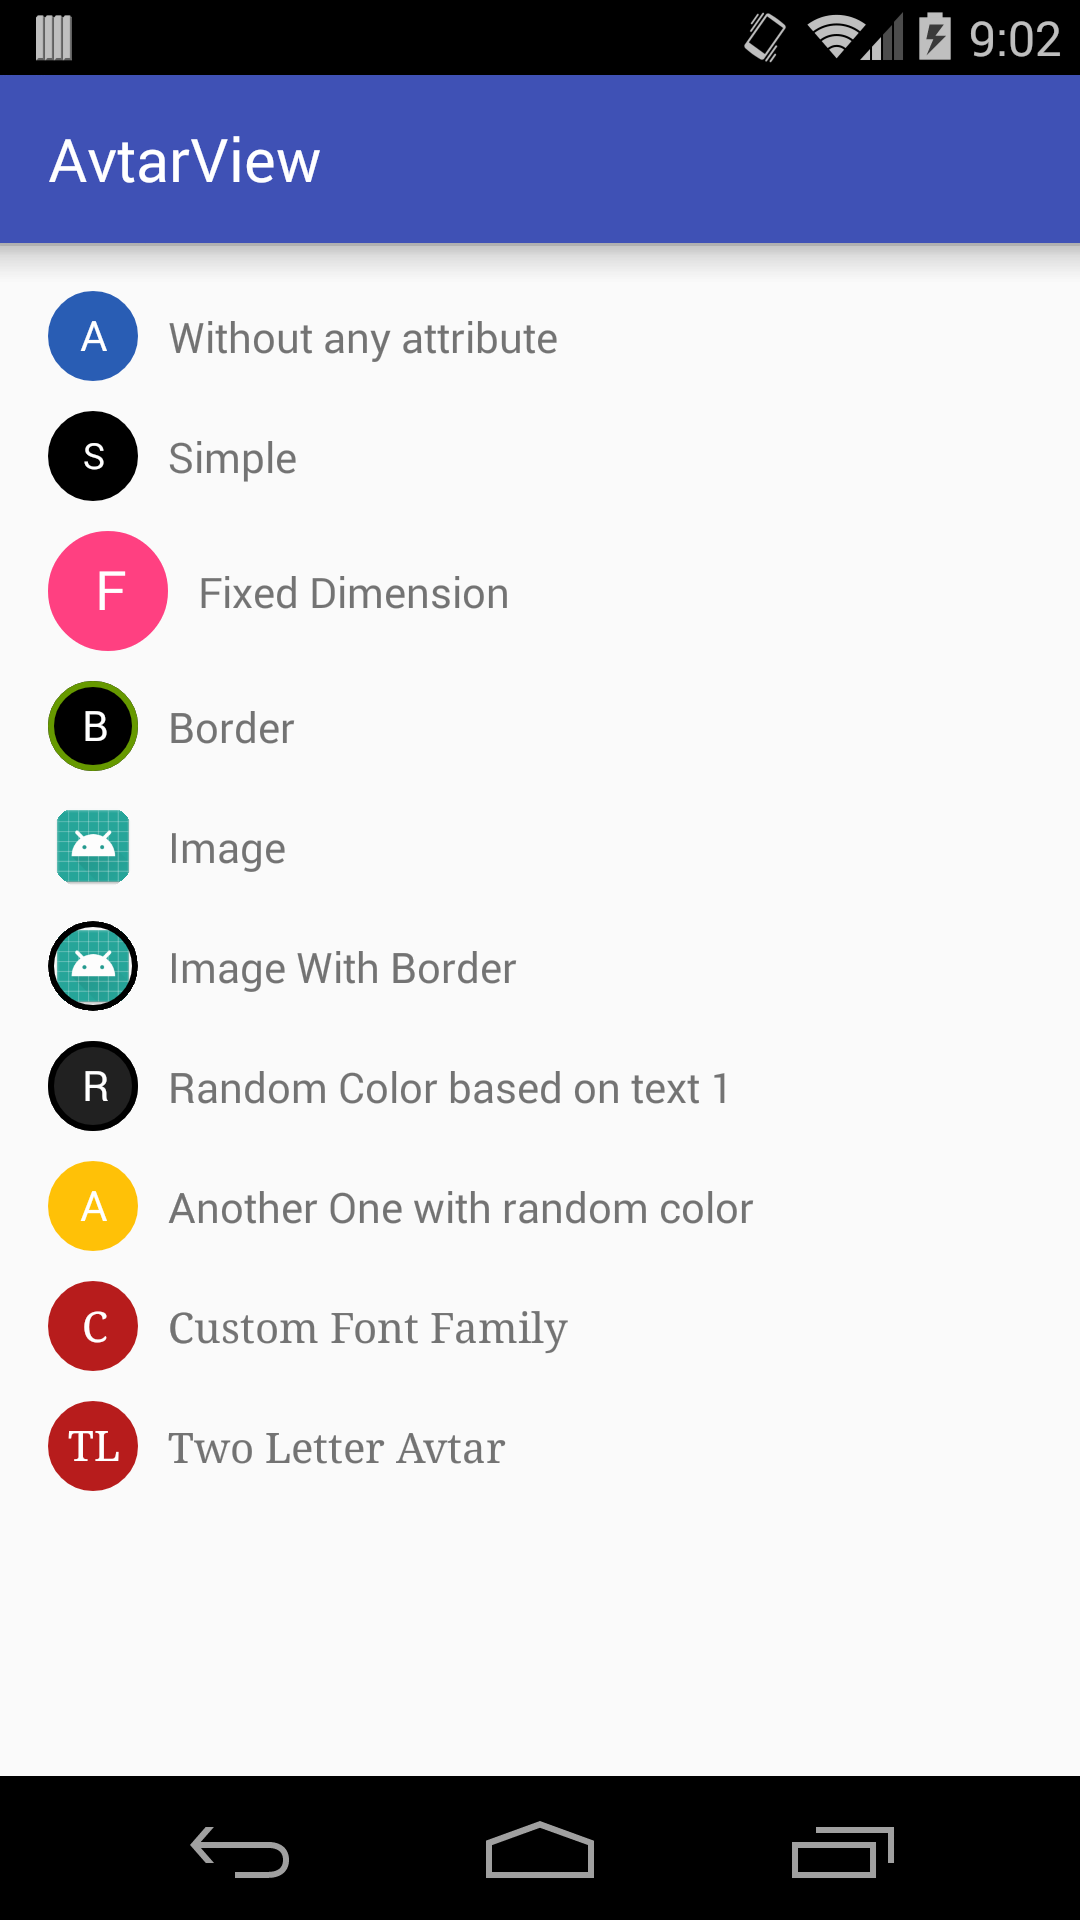 9:02
AvtarView
A Without any attribute
S Simple
F Fixed Dimension
B Border
Image
Image With Border
R Random Color based on text 1
A Another One with random color
C Custom Font Family
TL Two Letter Avtar